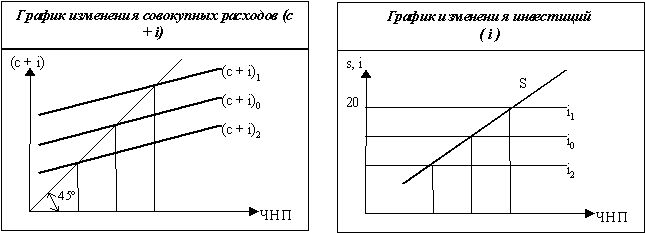 График изменения совокупных расходов (с
+ i)
(c + i)
(c + i)1
(c + i)0
(c + i)2
45°
ЧНП
График изменения инвестиций
( i )
s, i
S
20
i1
i0
i2
ЧНП